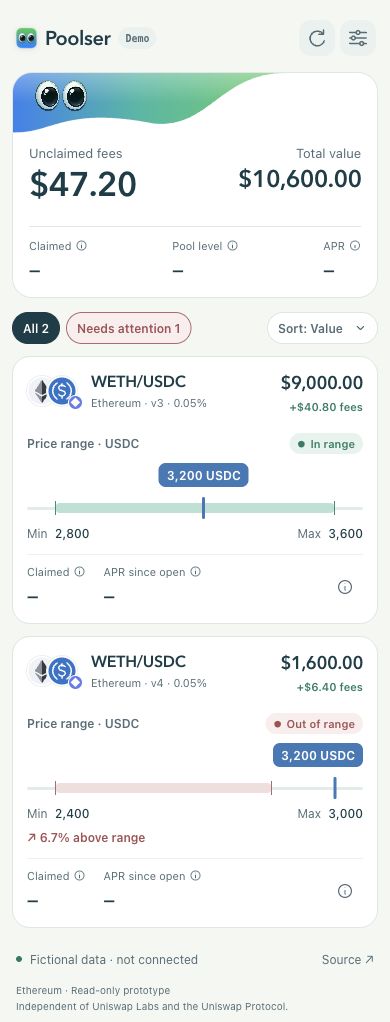 Poolser Demo
Unclaimed fees Total value
$47.20 $10,600.00
Claimed Pool level APR
– – –
All 2 Needs attention 1 Sort: Value
WETH/USDC $9,000.00
Ethereum · v3 · 0.05% +$40.80 fees
Price range · USDC In range
3,200 USDC
Min 2,800 Max 3,600
Claimed APR since open
– –
WETH/USDC $1,600.00
Ethereum · v4 · 0.05% +$6.40 fees
Price range · USDC Out of range
3,200 USDC
Min 2,400 Max 3,000
↗ 6.7% above range
Claimed APR since open
– –
Fictional data · not connected Source ↗
Ethereum · Read-only prototype
Independent of Uniswap Labs and the Uniswap Protocol.